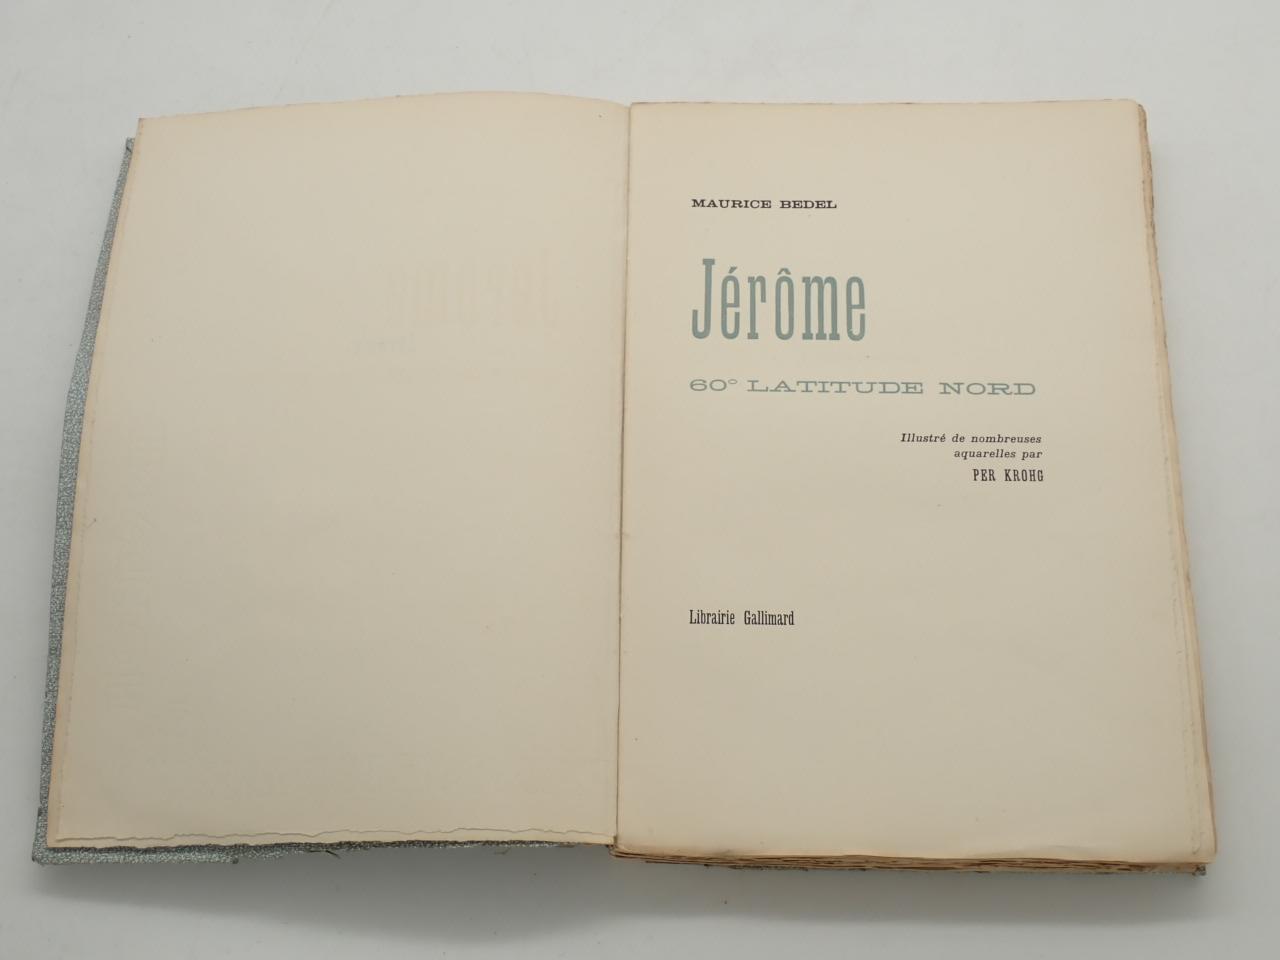 MAURICE BEDEL
Jérôme
60° LATITUDE NORD
Illustré de nombreuses
aquarelles par
PER KROHG
Librairie Gallimard